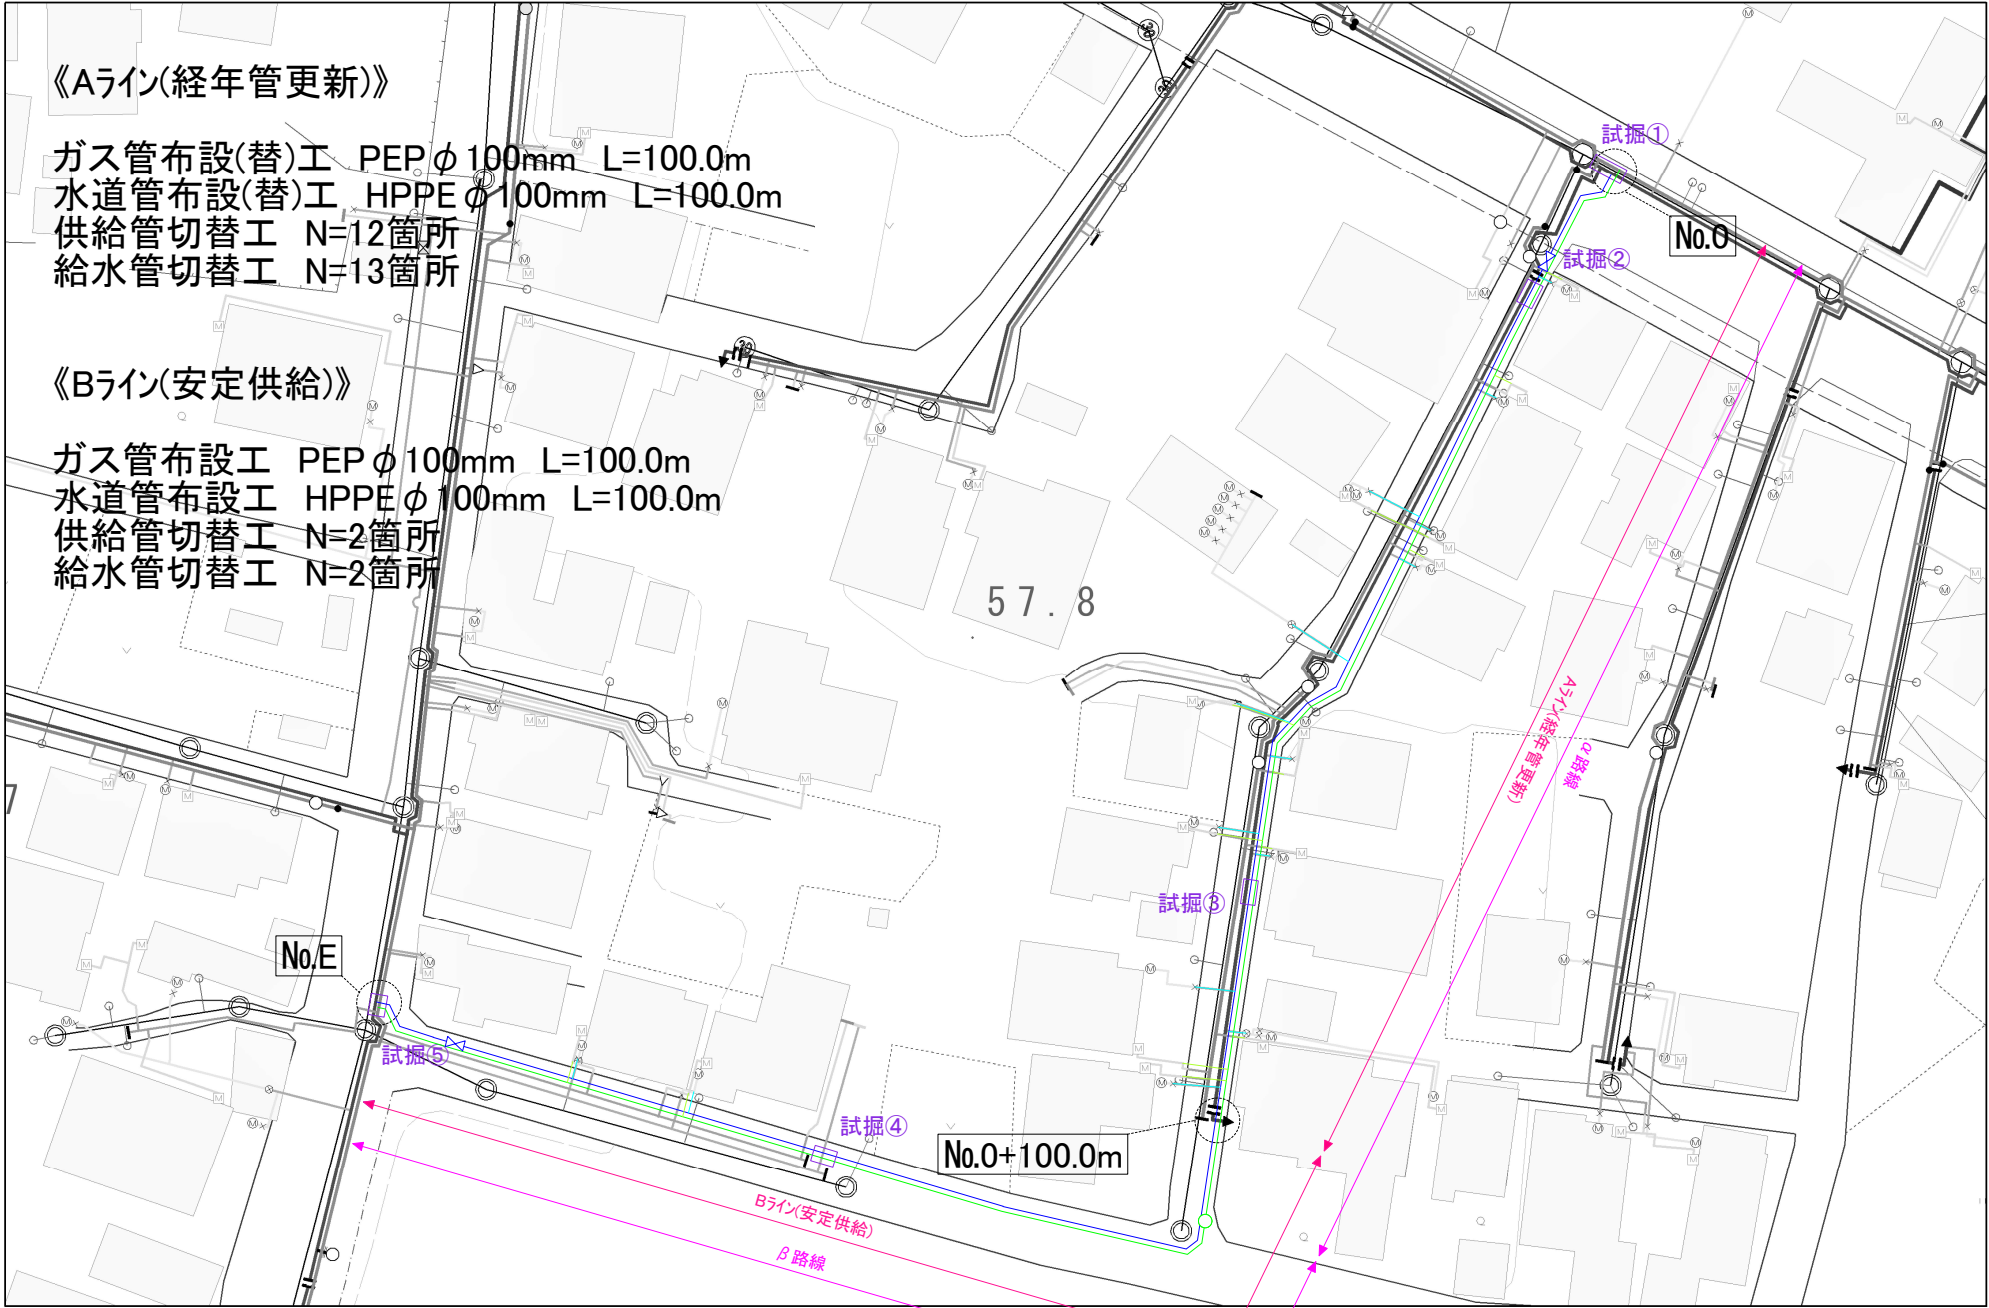 《Aライン(経年管更新)》
ガス管布設(替)工 PEPφ100mm L=100.0m
水道管布設(替)工 HPPEφ100mm L=100.0m
供給管切替工 N=12箇所
給水管切替工 N=13箇所
《Bライン(安定供給)》
ガス管布設工 PEPφ100mm L=100.0m
水道管布設工 HPPEφ100mm L=100.0m
供給管切替工 N=2箇所
給水管切替工 N=2箇所
試掘①
No.0
試掘②
57.8
Aライン(経年管更新)
α路線
試掘③
No.E
試掘⑤
試掘④
No.0+100.0m
Bライン(安定供給)
β路線